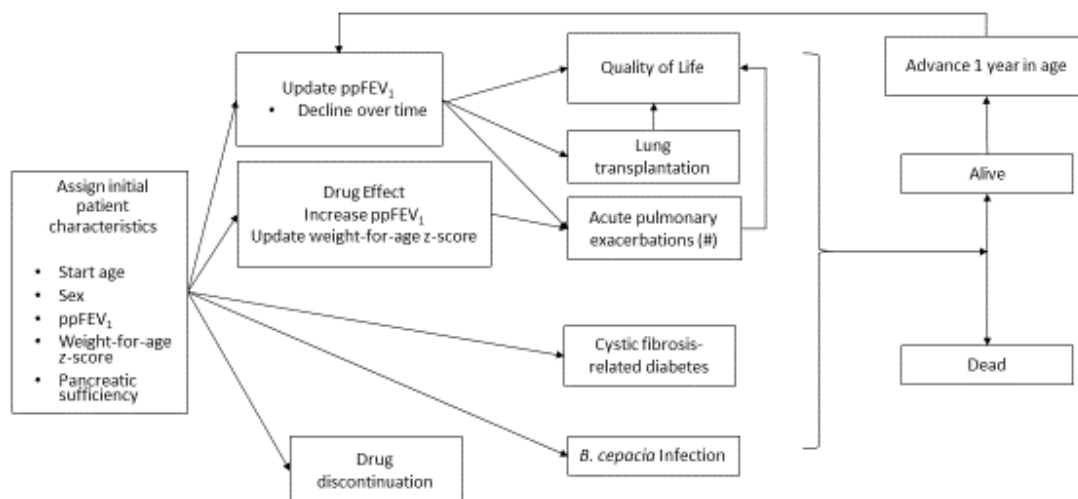 Assign initial
patient
characteristics
• Start age
• Sex
• ppFEV₁
• Weight-for-age
z-score
• Pancreatic
sufficiency
Update ppFEV₁
• Decline over time
Drug Effect
Increase ppFEV₁
Update weight-for-age z-score
Drug
discontinuation
Quality of Life
Lung
transplantation
Acute pulmonary
exacerbations (#)
Cystic fibrosis-
related diabetes
B. cepacia Infection
Advance 1 year in age
Alive
Dead